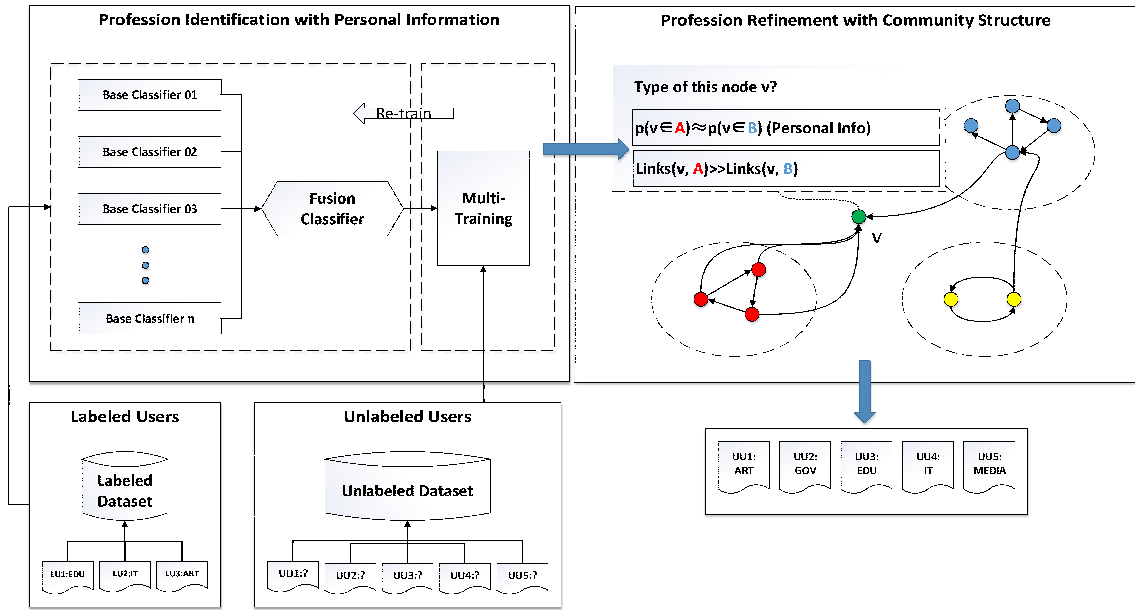 Profession Identification with Personal Information
Base Classifier 01
Base Classifier 02
Base Classifier 03
Base Classifier n
Fusion
Classifier
Re-train
Multi-
Training
Profession Refinement with Community Structure
Type of this node v?
p(v∈A)≈p(v∈B) (Personal Info)
Links(v, A)>>Links(v, B)
V
Labeled Users
Labeled
Dataset
LU1:EDU
LU2:IT
LU3:ART
Unlabeled Users
Unlabeled Dataset
UU1:?
UU2:?
UU3:?
UU4:?
UU5:?
UU1:
ART
UU2:
GOV
UU3:
EDU
UU4:
IT
UU5:
MEDIA